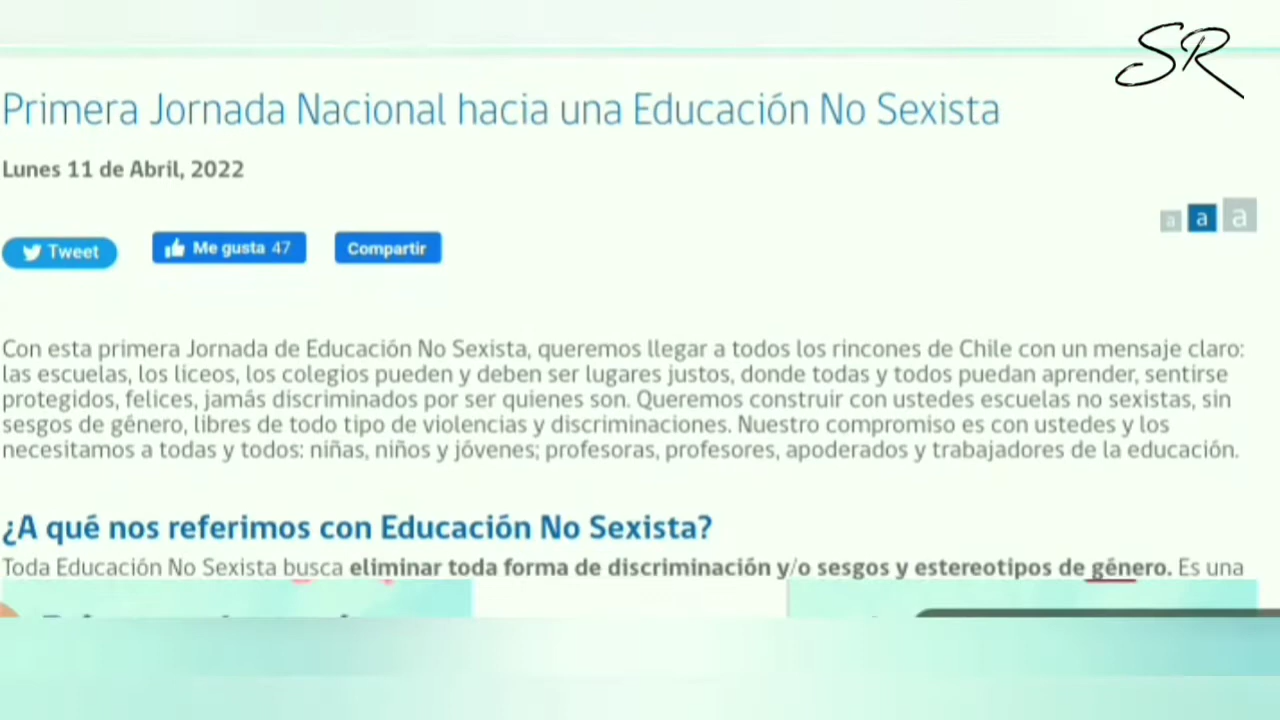 SR
Primera Jornada Nacional hacia una Educación No Sexista
Lunes 11 de Abril, 2022
a a a
Tweet Me gusta 47 Compartir
Con esta primera Jornada de Educación No Sexista, queremos llegar a todos los rincones de Chile con un mensaje claro:
las escuelas, los liceos, los colegios pueden y deben ser lugares justos, donde todas y todos puedan aprender, sentirse
protegidos, felices, jamás discriminados por ser quienes son. Queremos construir con ustedes escuelas no sexistas, sin
sesgos de género, libres de todo tipo de violencias y discriminaciones. Nuestro compromiso es con ustedes y los
necesitamos a todas y todos: niñas, niños y jóvenes; profesoras, profesores, apoderados y trabajadores de la educación.
¿A qué nos referimos con Educación No Sexista?
Toda Educación No Sexista busca eliminar toda forma de discriminación y/o sesgos y estereotipos de género. Es una